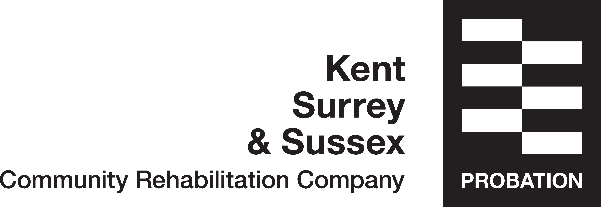 Kent
Surrey
& Sussex
Community Rehabilitation Company
PROBATION